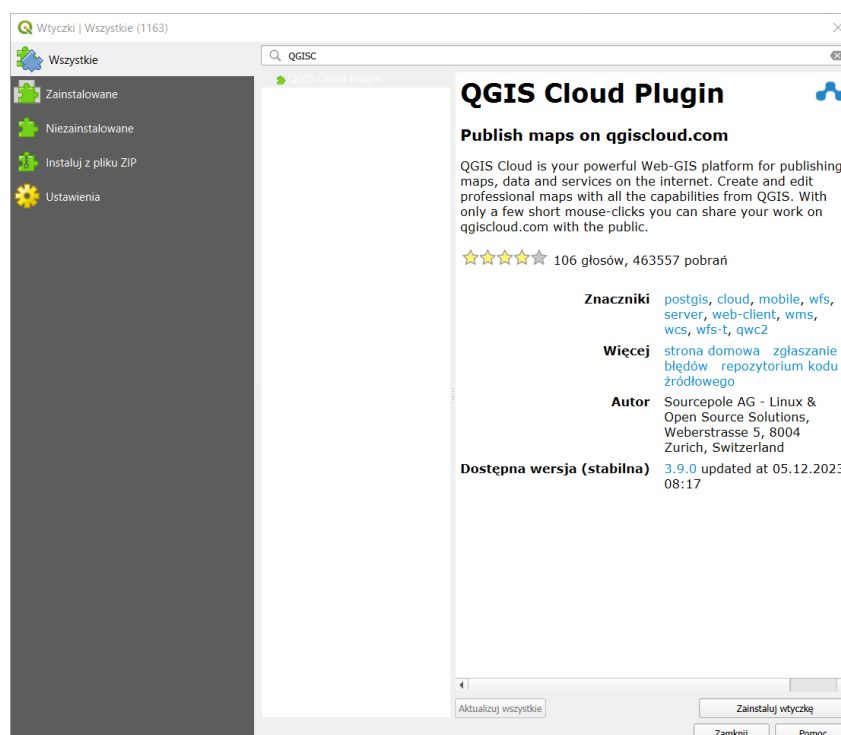 Wtyczki | Wszystkie (1163)
Wszystkie
Zainstalowane
Niezainstalowane
Instaluj z pliku ZIP
Ustawienia
QGISC
QGIS Cloud Plugin
QGIS Cloud Plugin
Publish maps on qgiscloud.com
QGIS Cloud is your powerful Web-GIS platform for publishing
maps, data and services on the internet. Create and edit
professional maps with all the capabilities from QGIS. With
only a few short mouse-clicks you can share your work on
qgiscloud.com with the public.
106 głosów, 463557 pobrań
Znaczniki postgis, cloud, mobile, wfs,
server, web-client, wms,
wcs, wfs-t, qwc2
Więcej strona domowa zgłaszanie
błędów repozytorium kodu
źródłowego
Autor Sourcepole AG - Linux &
Open Source Solutions,
Weberstrasse 5, 8004
Zurich, Switzerland
Dostępna wersja (stabilna) 3.9.0 updated at 05.12.2023
08:17
Aktualizuj wszystkie
Zainstaluj wtyczkę
Zamknij Pomoc